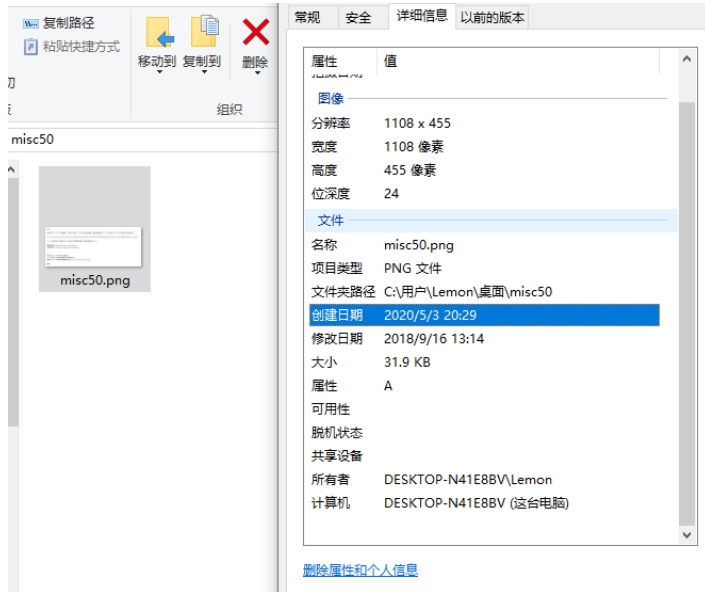 复制路径
粘贴快捷方式
移动到 复制到 删除
组织
misc50
misc50.png
常规 安全 详细信息 以前的版本
属性 值
图像
分辨率 1108 x 455
宽度 1108 像素
高度 455 像素
位深度 24
文件
名称 misc50.png
项目类型 PNG 文件
文件夹路径 C:\用户\Lemon\桌面\misc50
创建日期 2020/5/3 20:29
修改日期 2018/9/16 13:14
大小 31.9 KB
属性 A
可用性
脱机状态
共享设备
所有者 DESKTOP-N41E8BV\Lemon
计算机 DESKTOP-N41E8BV (这台电脑)
删除属性和个人信息